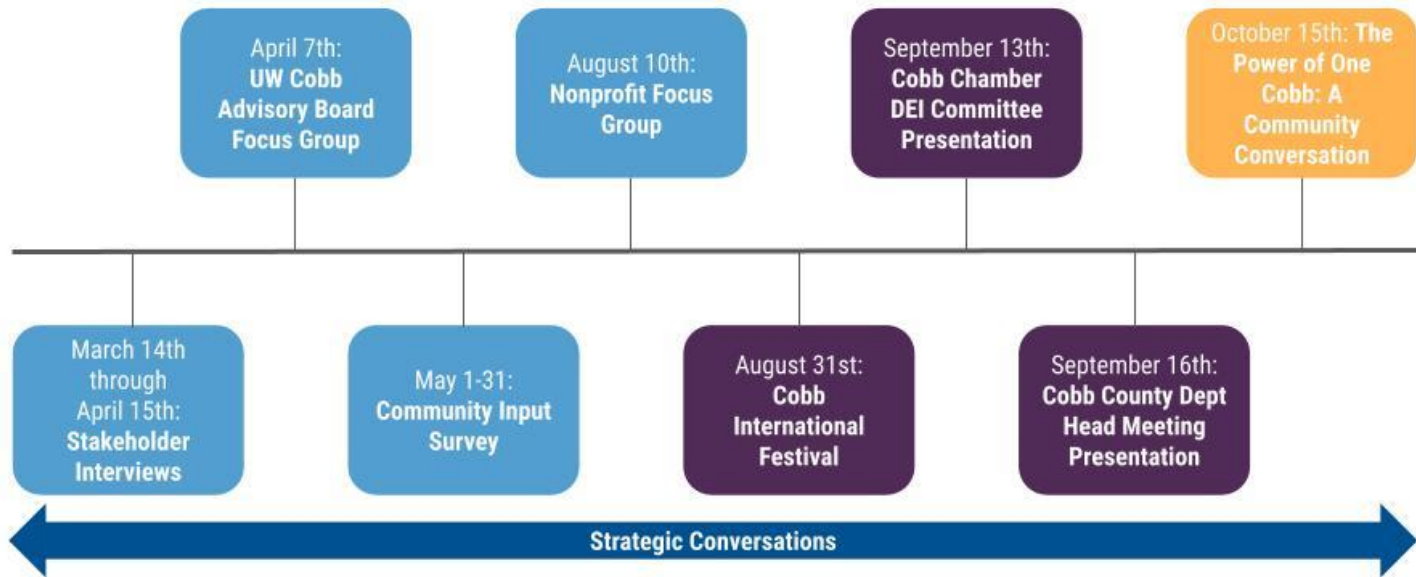 April 7th:
UW Cobb
Advisory Board
Focus Group
August 10th:
Nonprofit Focus
Group
September 13th:
Cobb Chamber
DEI Committee
Presentation
October 15th: The
Power of One
Cobb: A
Community
Conversation
March 14th
through
April 15th:
Stakeholder
Interviews
May 1-31:
Community Input
Survey
August 31st:
Cobb
International
Festival
September 16th:
Cobb County Dept
Head Meeting
Presentation
Strategic Conversations